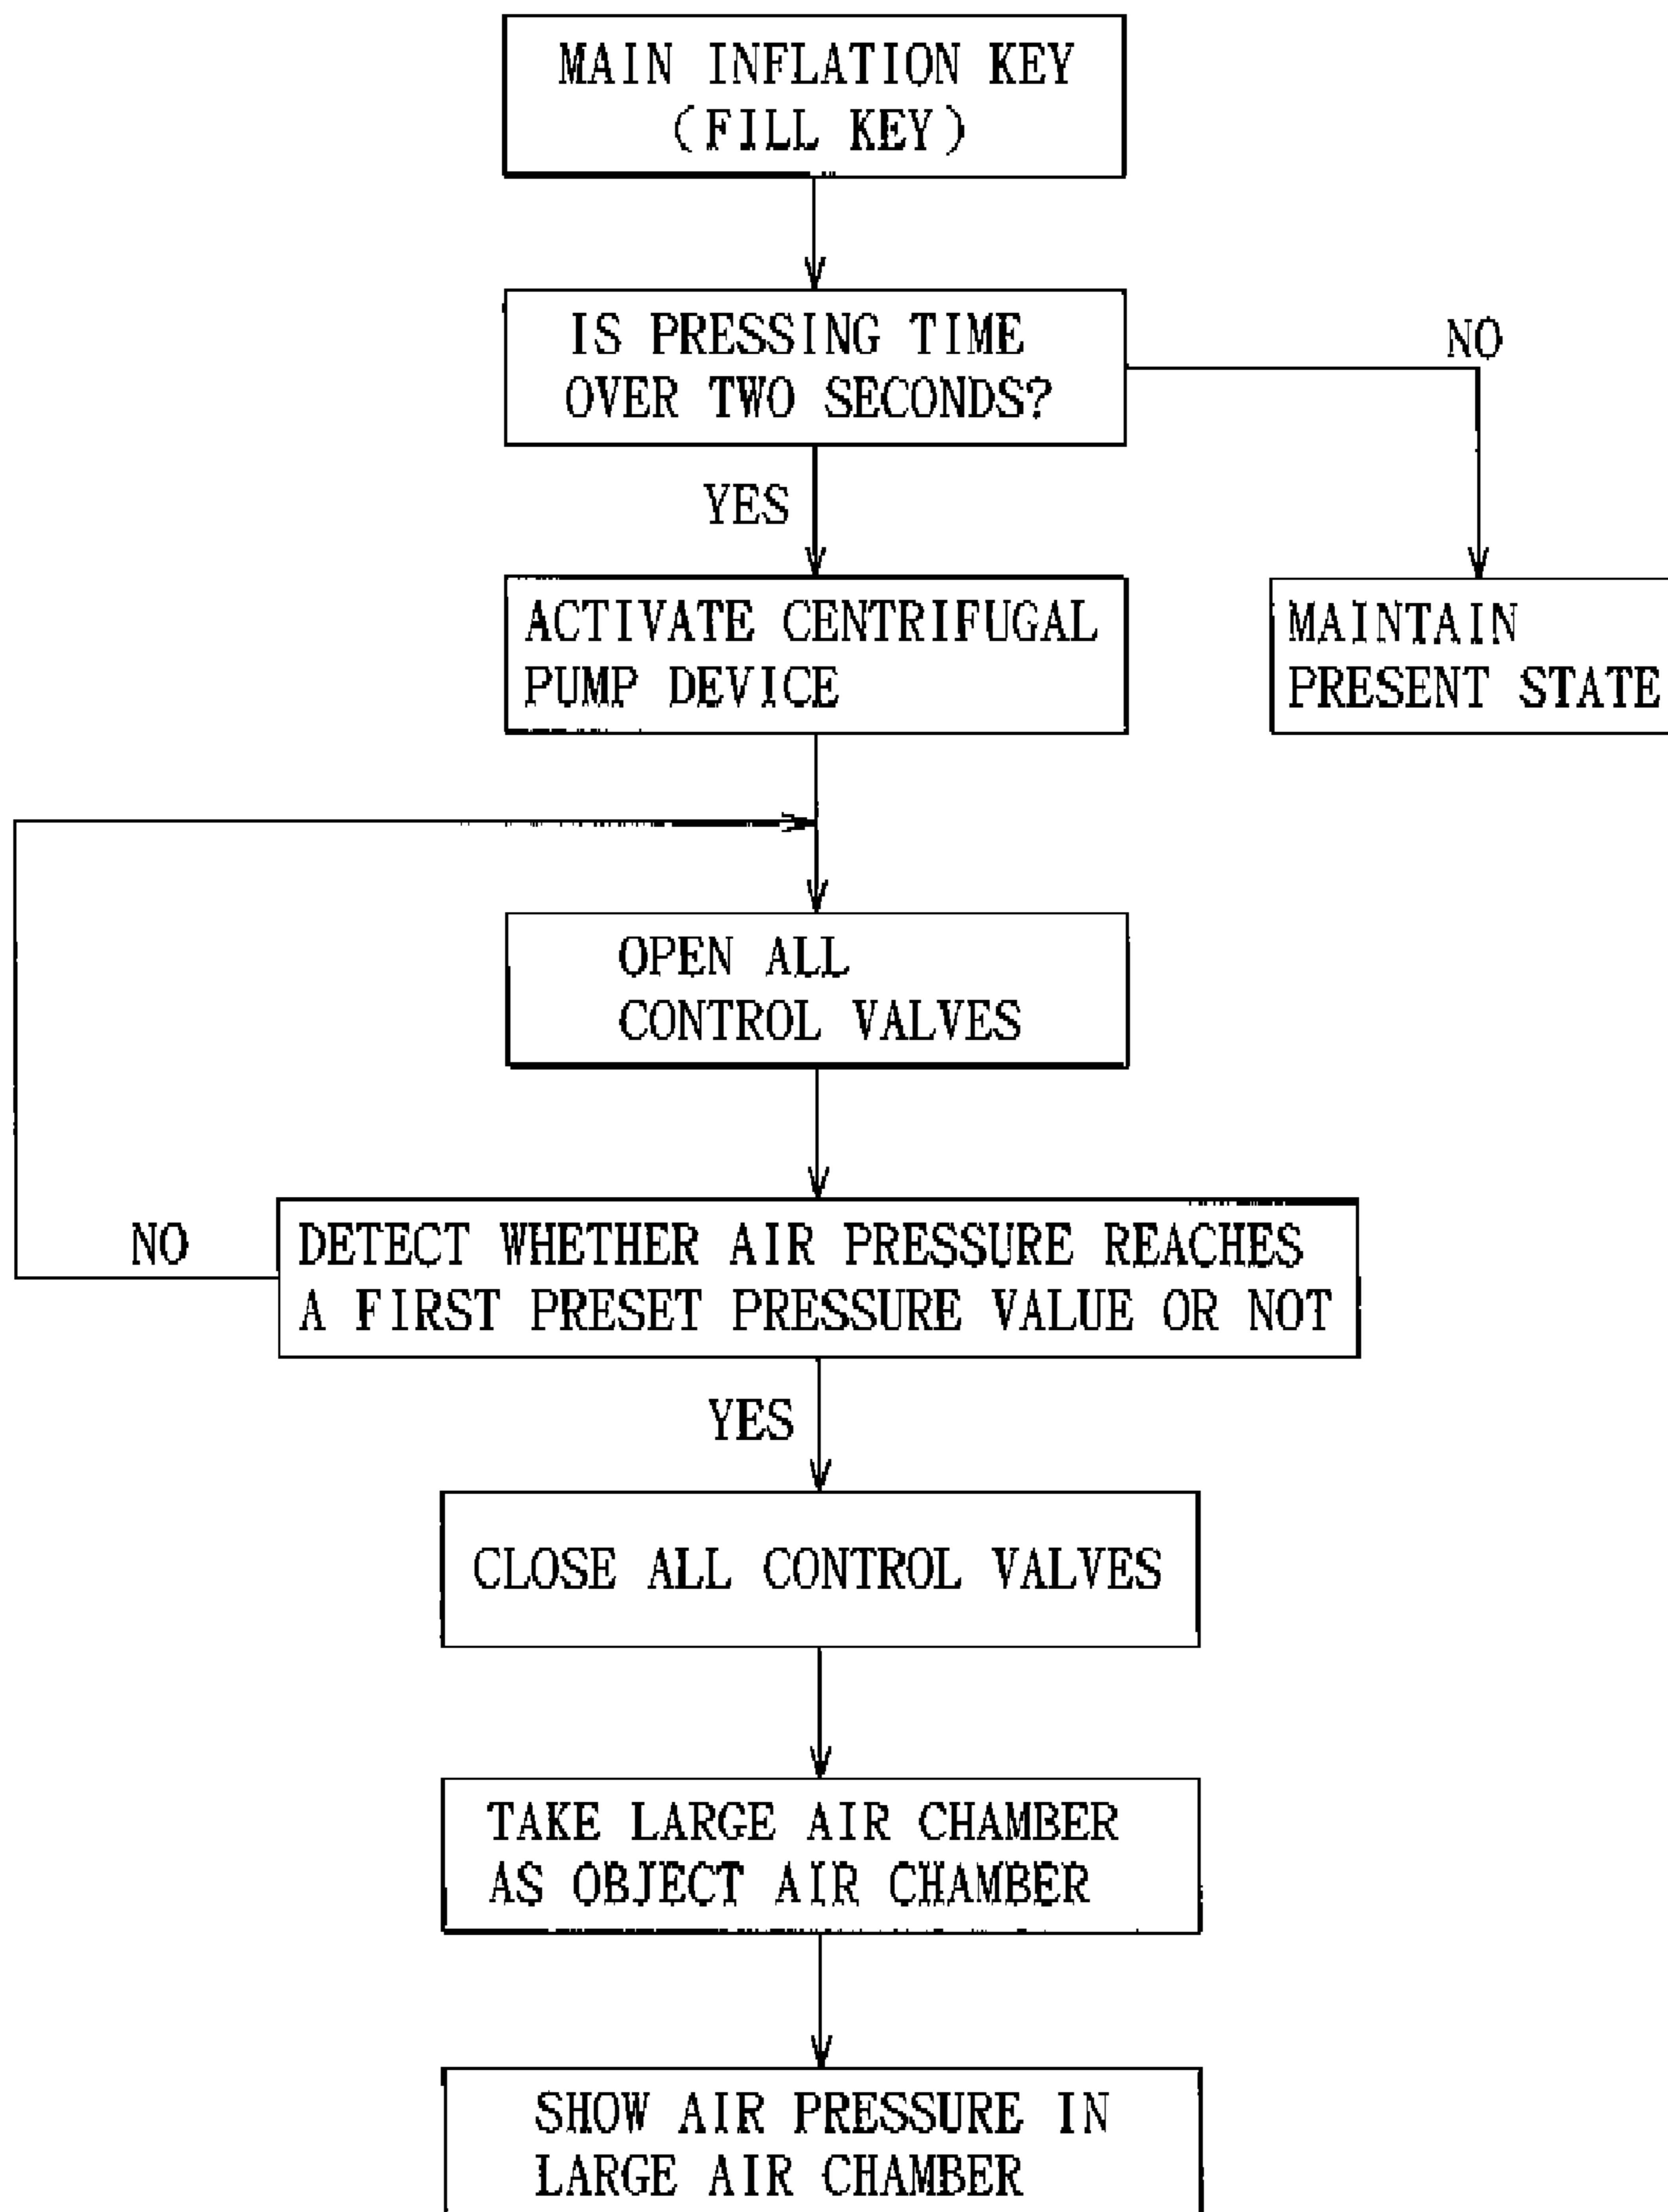 MAIN INFLATION KEY
(FILL KEY)
IS PRESSING TIME
OVER TWO SECONDS?
NO
YES
ACTIVATE CENTRIFUGAL
PUMP DEVICE
MAINTAIN
PRESENT STATE
OPEN ALL
CONTROL VALVES
NO
DETECT WHETHER AIR PRESSURE REACHES
A FIRST PRESET PRESSURE VALUE OR NOT
YES
CLOSE ALL CONTROL VALVES
TAKE LARGE AIR CHAMBER
AS OBJECT AIR CHAMBER
SHOW AIR PRESSURE IN
LARGE AIR CHAMBER